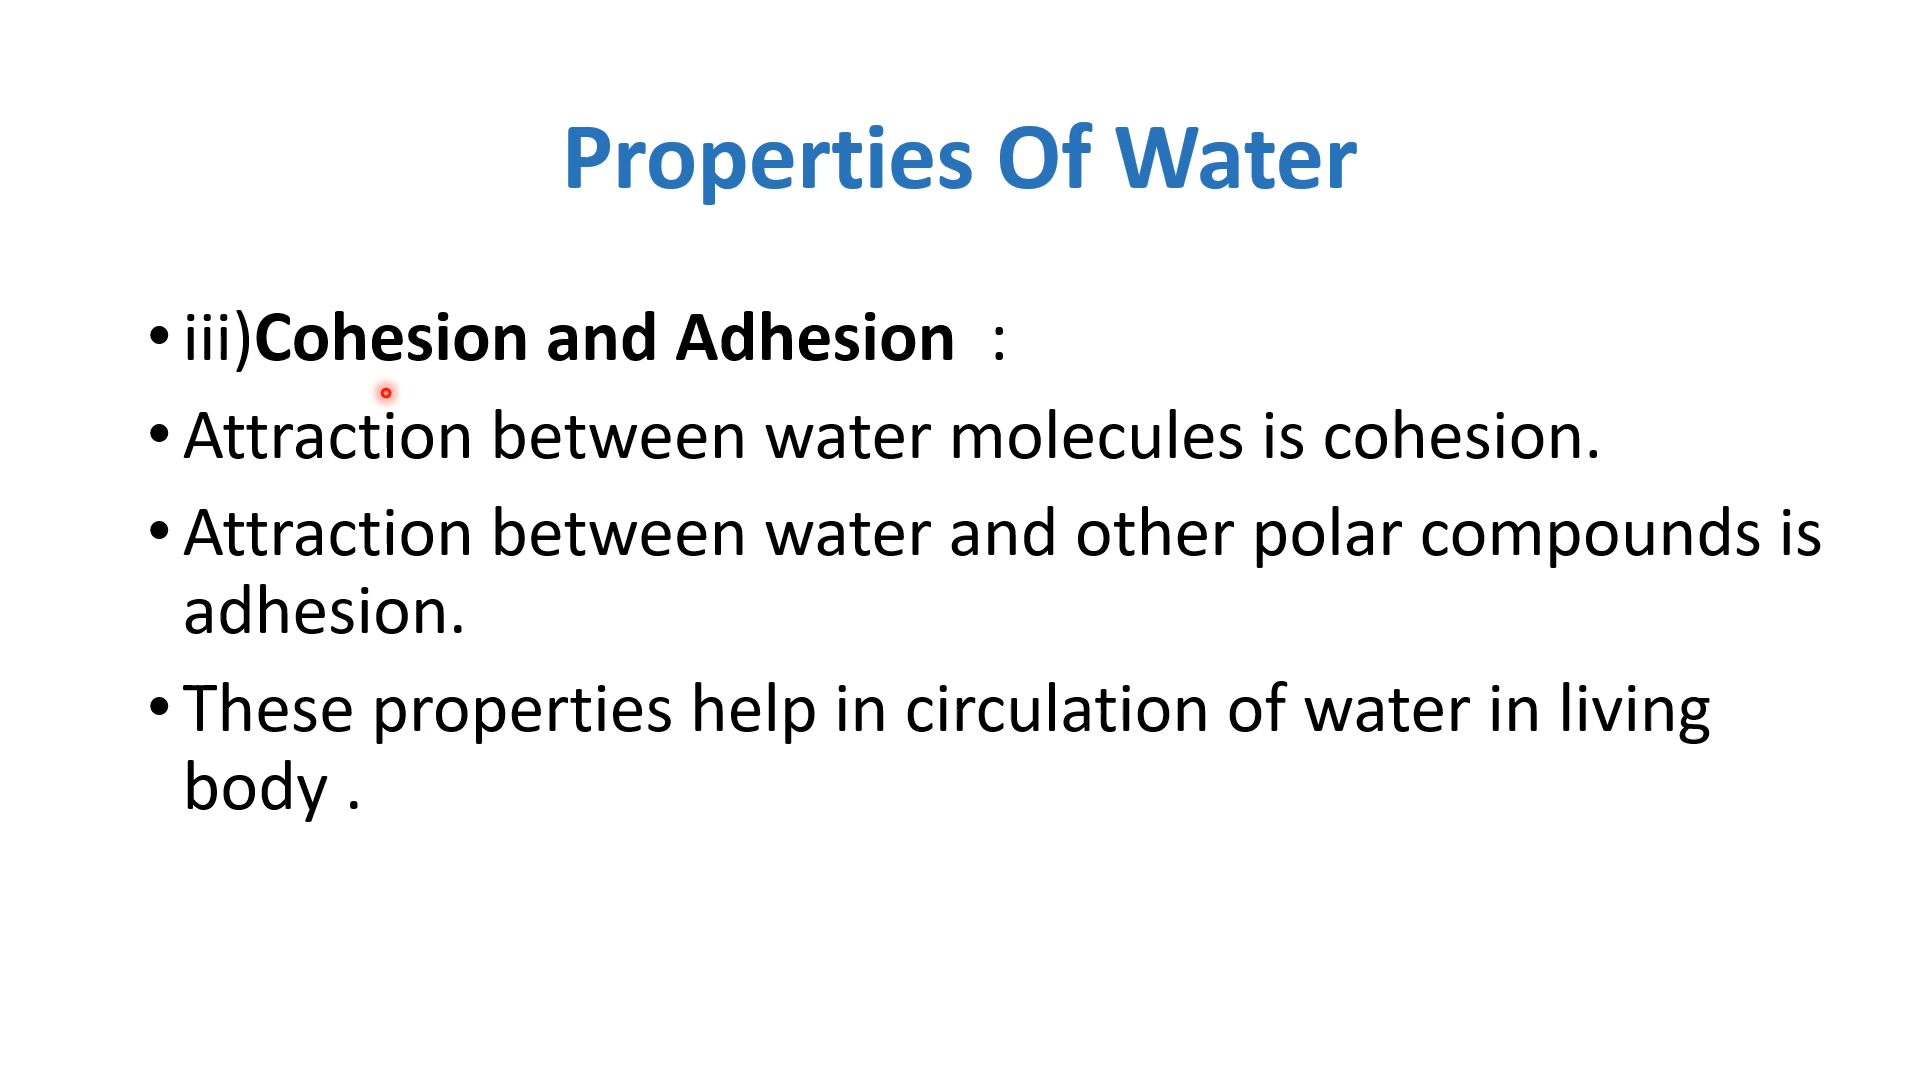 Properties Of Water
• iii)Cohesion and Adhesion  :
• Attraction between water molecules is cohesion.
• Attraction between water and other polar compounds is
adhesion.
• These properties help in circulation of water in living
body .